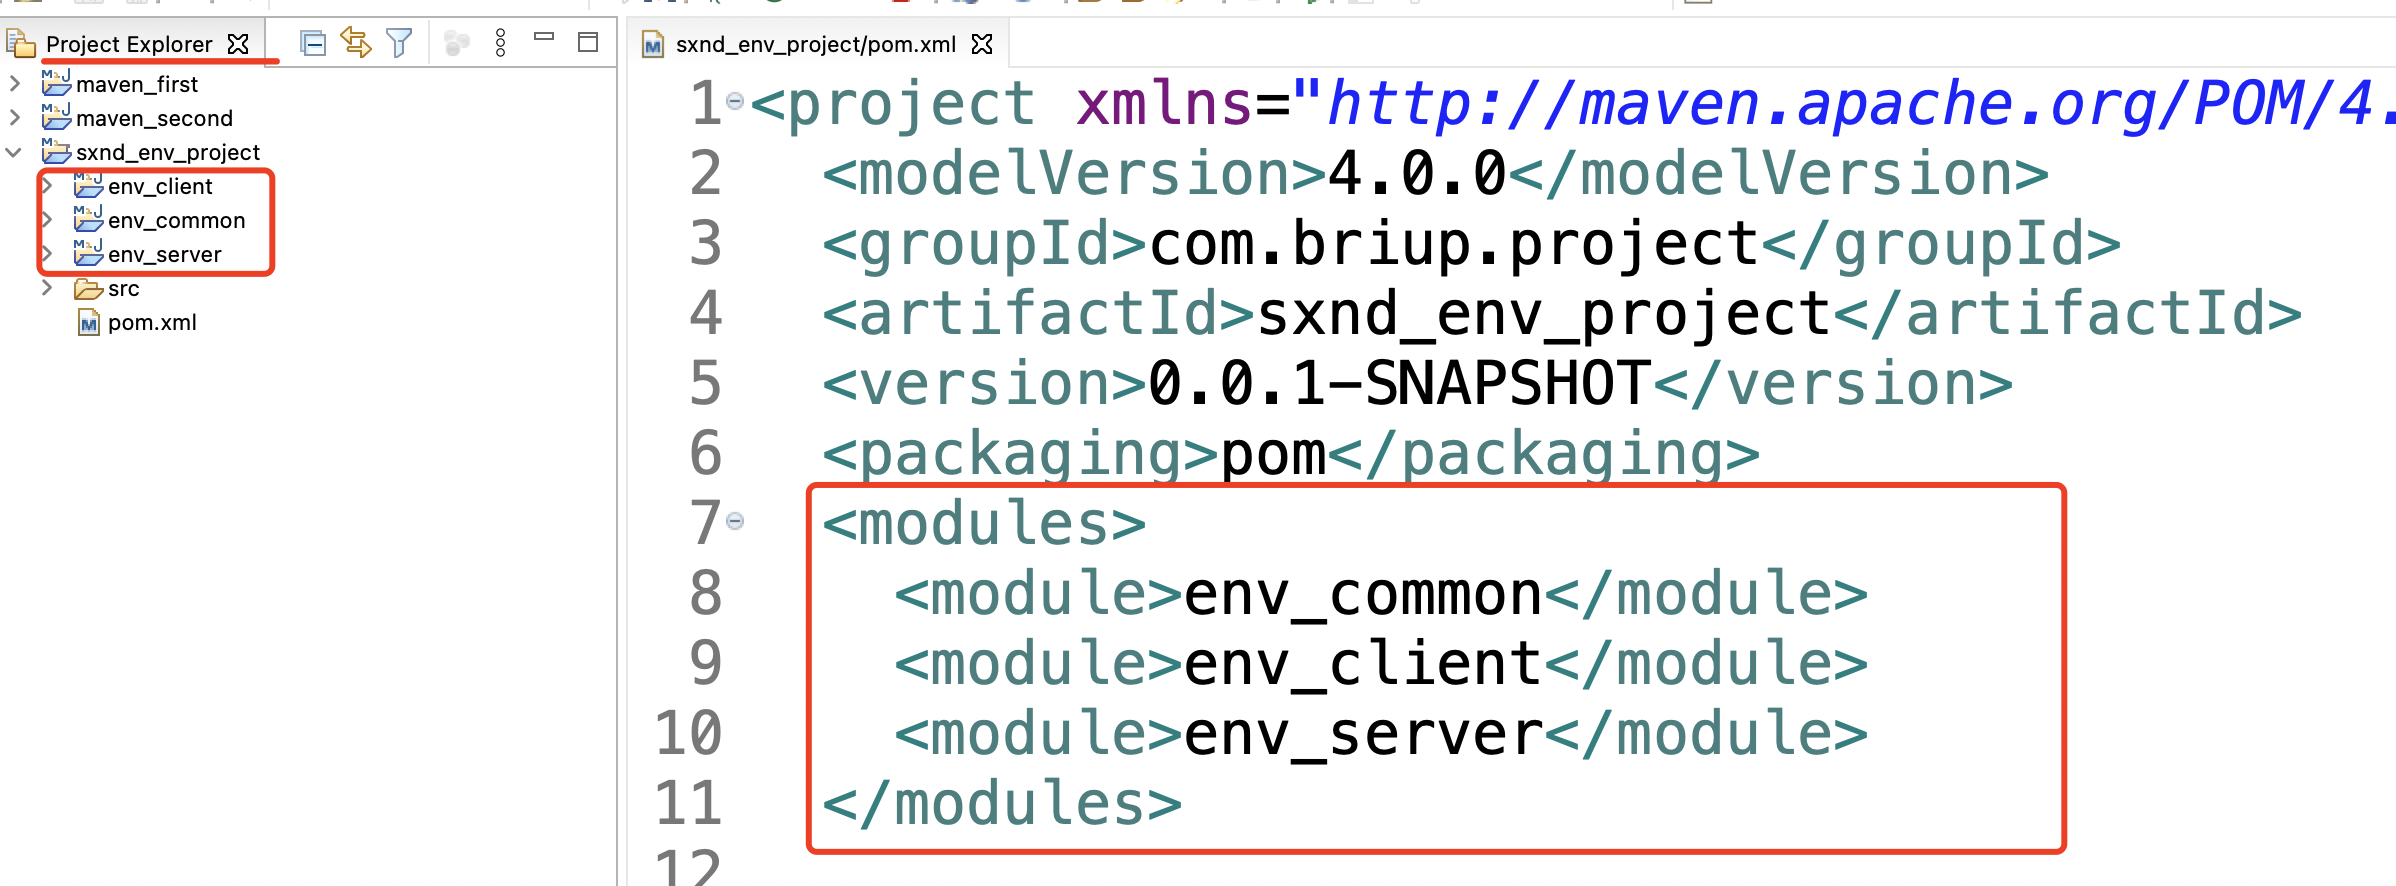 Project Explorer
maven_first
maven_second
sxnd_env_project
env_client
env_common
env_server
src
pom.xml
sxnd_env_project/pom.xml
1 <project xmlns="http://maven.apache.org/POM/4.
2 <modelVersion>4.0.0</modelVersion>
3 <groupId>com.briup.project</groupId>
4 <artifactId>sxnd_env_project</artifactId>
5 <version>0.0.1-SNAPSHOT</version>
6 <packaging>pom</packaging>
7 <modules>
8 <module>env_common</module>
9 <module>env_client</module>
10 <module>env_server</module>
11 </modules>
12